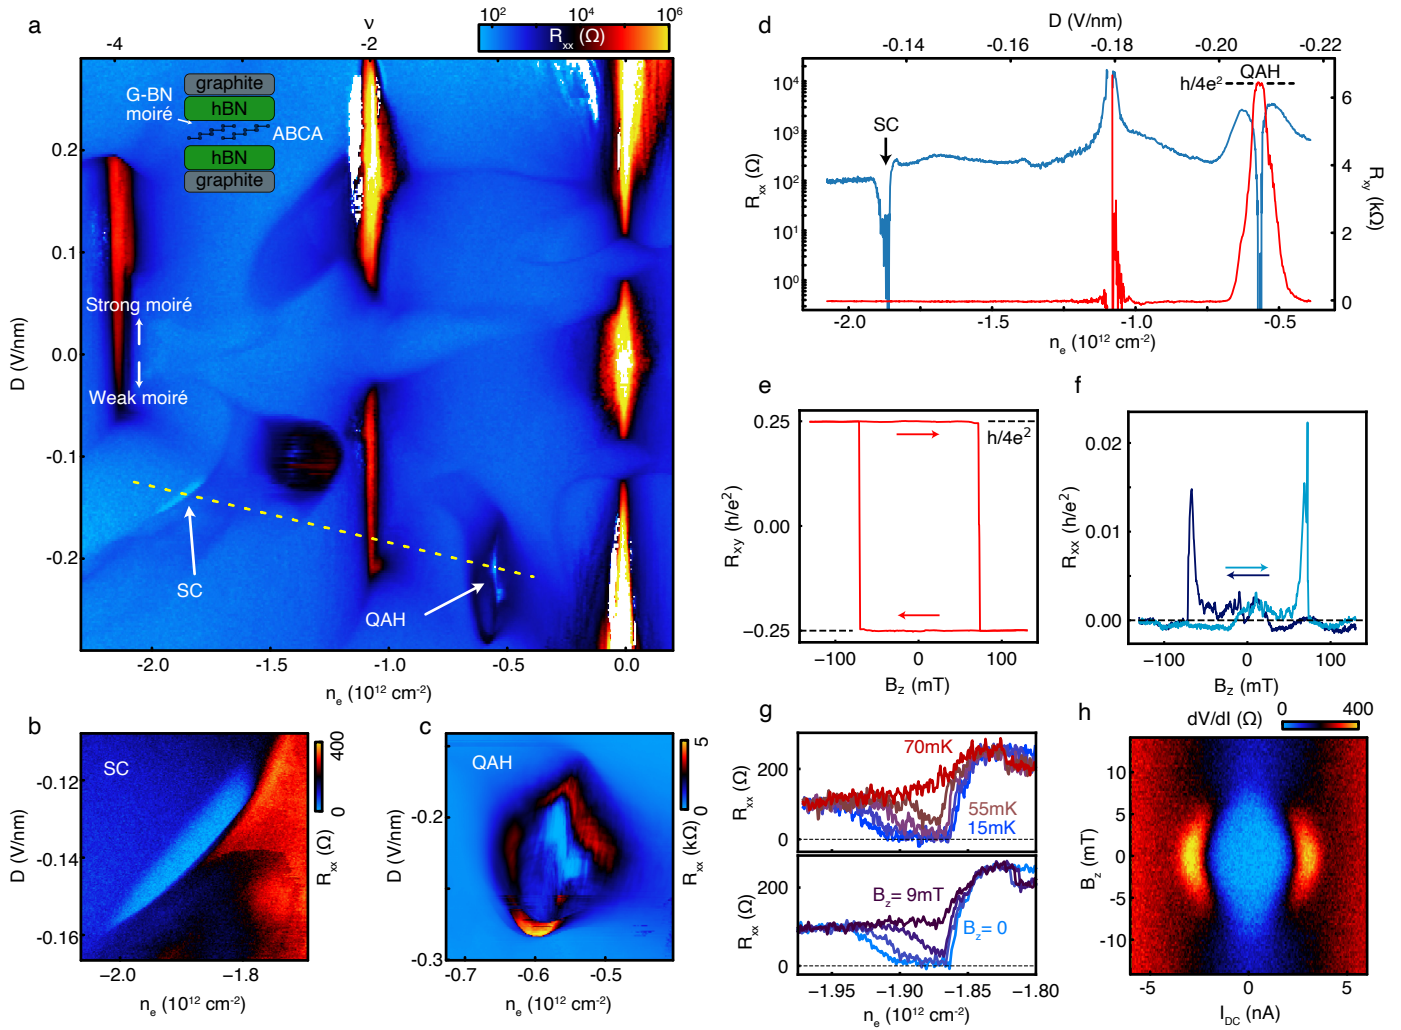 a
-4
ν
-2
10² 10⁴ 10⁶
Rxx (Ω)
graphite
hBN
G-BN
moiré
ABCA
hBN
graphite
Strong moiré
Weak moiré
SC
QAH
D (V/nm)
0.2
0.1
0.0
-0.1
-0.2
-2.0 -1.5 -1.0 -0.5 0.0
nₑ (10¹² cm⁻²)
d
D (V/nm)
-0.14 -0.16 -0.18 -0.20 -0.22
10⁴
10³
10²
10¹
10⁰
Rxx (Ω)
SC
h/4e²
QAH
6
4
2
0
Rxy (kΩ)
-2.0 -1.5 -1.0 -0.5
nₑ (10¹² cm⁻²)
e
0.25
0.00
−0.25
Rxy (h/e²)
h/4e²
−100 0 100
Bz (mT)
f
0.02
0.01
0.00
Rxx (h/e²)
−100 0 100
Bz (mT)
b
SC
D (V/nm)
-0.12
-0.14
-0.16
-2.0 -1.8
nₑ (10¹² cm⁻²)
400
0
Rxx (Ω)
c
QAH
D (V/nm)
-0.2
-0.3
-0.7 -0.6 -0.5
nₑ (10¹² cm⁻²)
5
0
Rxx (kΩ)
g
70mK
55mK
15mK
200
0
Rxx (Ω)
Bz= 9mT
Bz= 0
200
0
Rxx (Ω)
−1.95 −1.90 −1.85 −1.80
nₑ (10¹² cm⁻²)
h
dV/dI (Ω)
0 400
10
5
0
-5
-10
Bz (mT)
-5 0 5
IDC (nA)